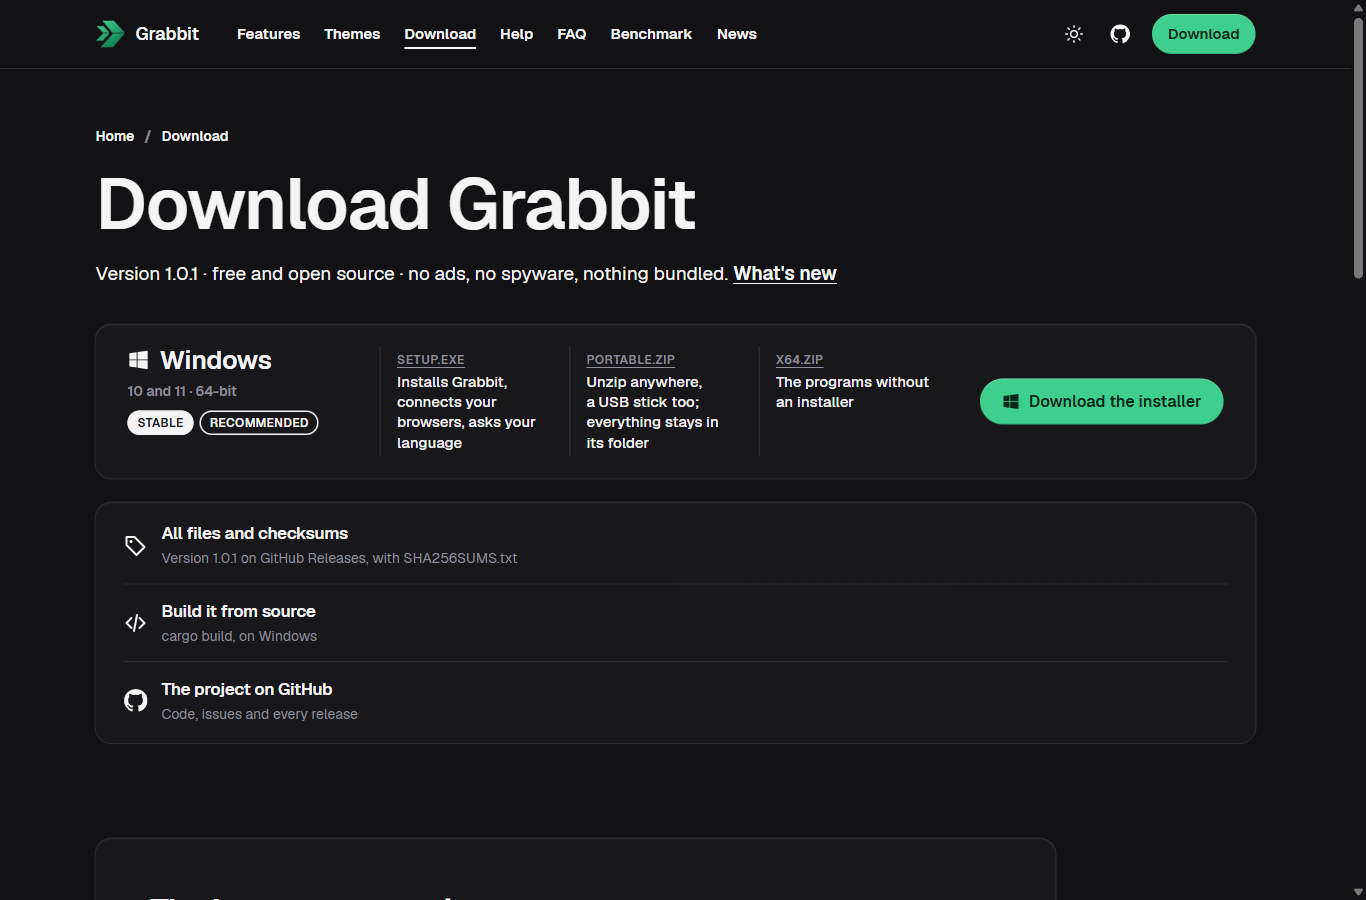 Grabbit
Features Themes Download Help FAQ Benchmark News
Download
Home / Download
Download Grabbit
Version 1.0.1 · free and open source · no ads, no spyware, nothing bundled. What's new
Windows
10 and 11 · 64-bit
STABLE RECOMMENDED
SETUP.EXE
Installs Grabbit,
connects your
browsers, asks your
language
PORTABLE.ZIP
Unzip anywhere,
a USB stick too;
everything stays in
its folder
X64.ZIP
The programs without
an installer
Download the installer
All files and checksums
Version 1.0.1 on GitHub Releases, with SHA256SUMS.txt
Build it from source
cargo build, on Windows
The project on GitHub
Code, issues and every release